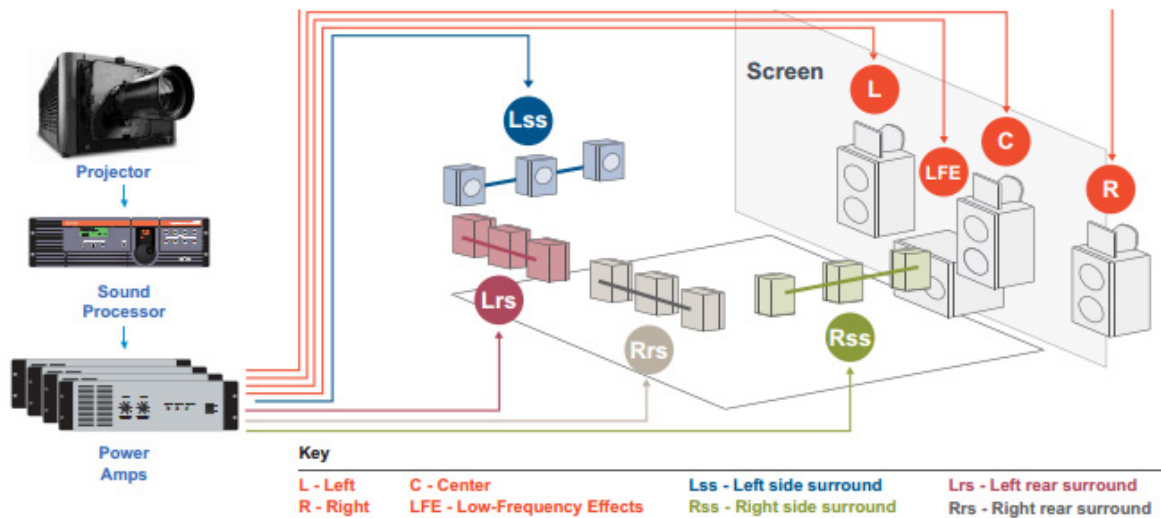 Screen
L
Lss
C
LFE
R
Projector
Lrs
Sound
Processor
Rss
Rrs
Power
Amps
Key
L - Left
C - Center
Lss - Left side surround
Lrs - Left rear surround
R - Right
LFE - Low-Frequency Effects
Rss - Right side surround
Rrs - Right rear surround